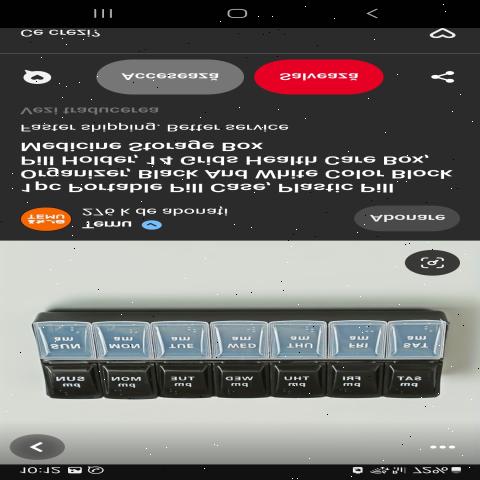 10:12 72%
pm pm pm pm pm pm pm
SUN MON TUE WED THU FRI SAT
SUN MON TUE WED THU FRI SAT
am am am am am am am
TEMU
Temu
276 k de abonați
Abonare
1pc Portable Pill Case, Plastic Pill
Organizer, Black And White Color Block
Pill Holder, 14 Grids Health Care Box,
Medicine Storage Box
Faster shipping. Better service
Vezi traducerea
Accesează
Salvează
Ce crezi?